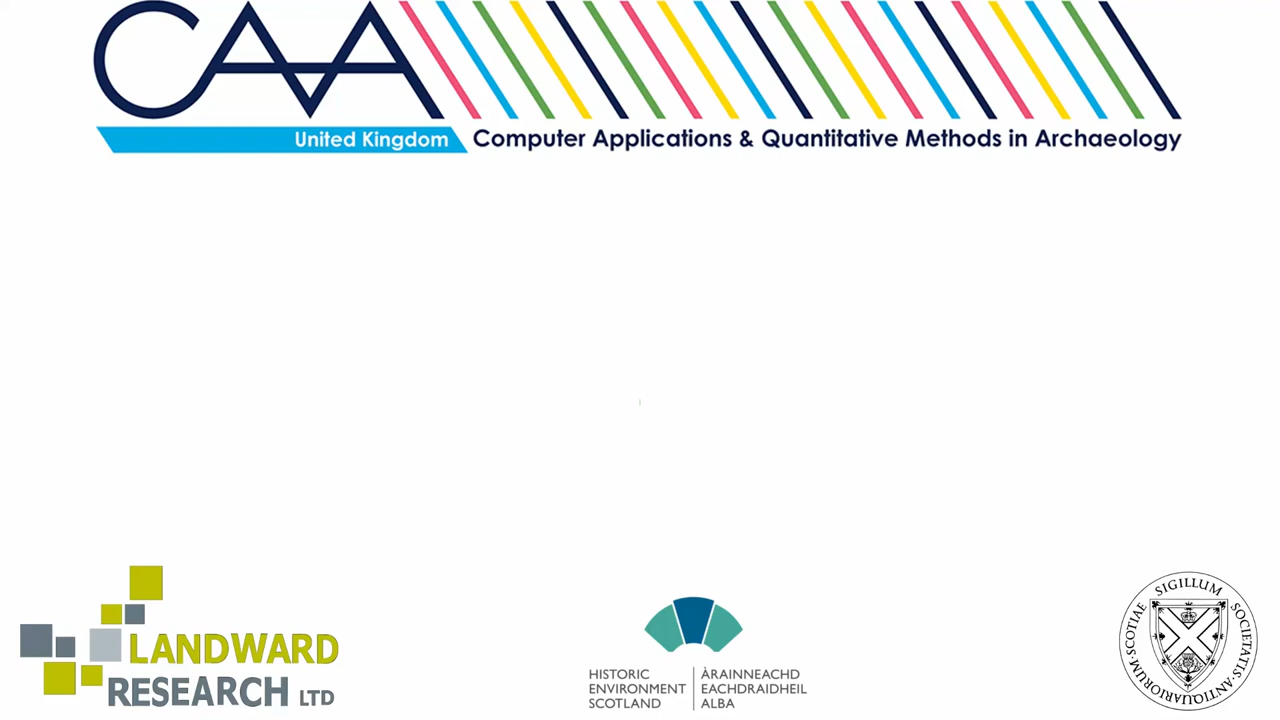 CAA
United Kingdom
Computer Applications & Quantitative Methods in Archaeology
LANDWARD
RESEARCH LTD
HISTORIC
ENVIRONMENT
SCOTLAND
ÀRAINNEACHD
EACHDRAIDHEIL
ALBA
SIGILLUM SOCIETATIS·ANTIQUARIORUM·SCOTIAE